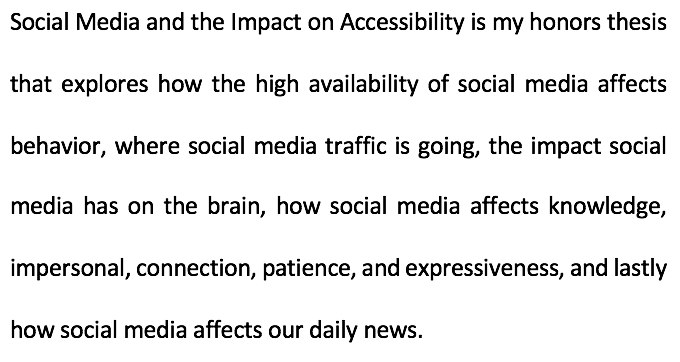 Social Media and the Impact on Accessibility is my honors thesis
that explores how the high availability of social media affects
behavior, where social media traffic is going, the impact social
media has on the brain, how social media affects knowledge,
impersonal, connection, patience, and expressiveness, and lastly
how social media affects our daily news.